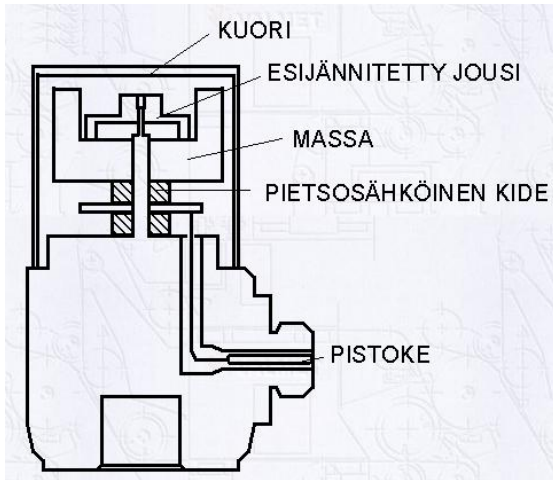 KUORI
ESIJÄNNITETTY JOUSI
MASSA
PIETSOSÄHKÖINEN KIDE
PISTOKE